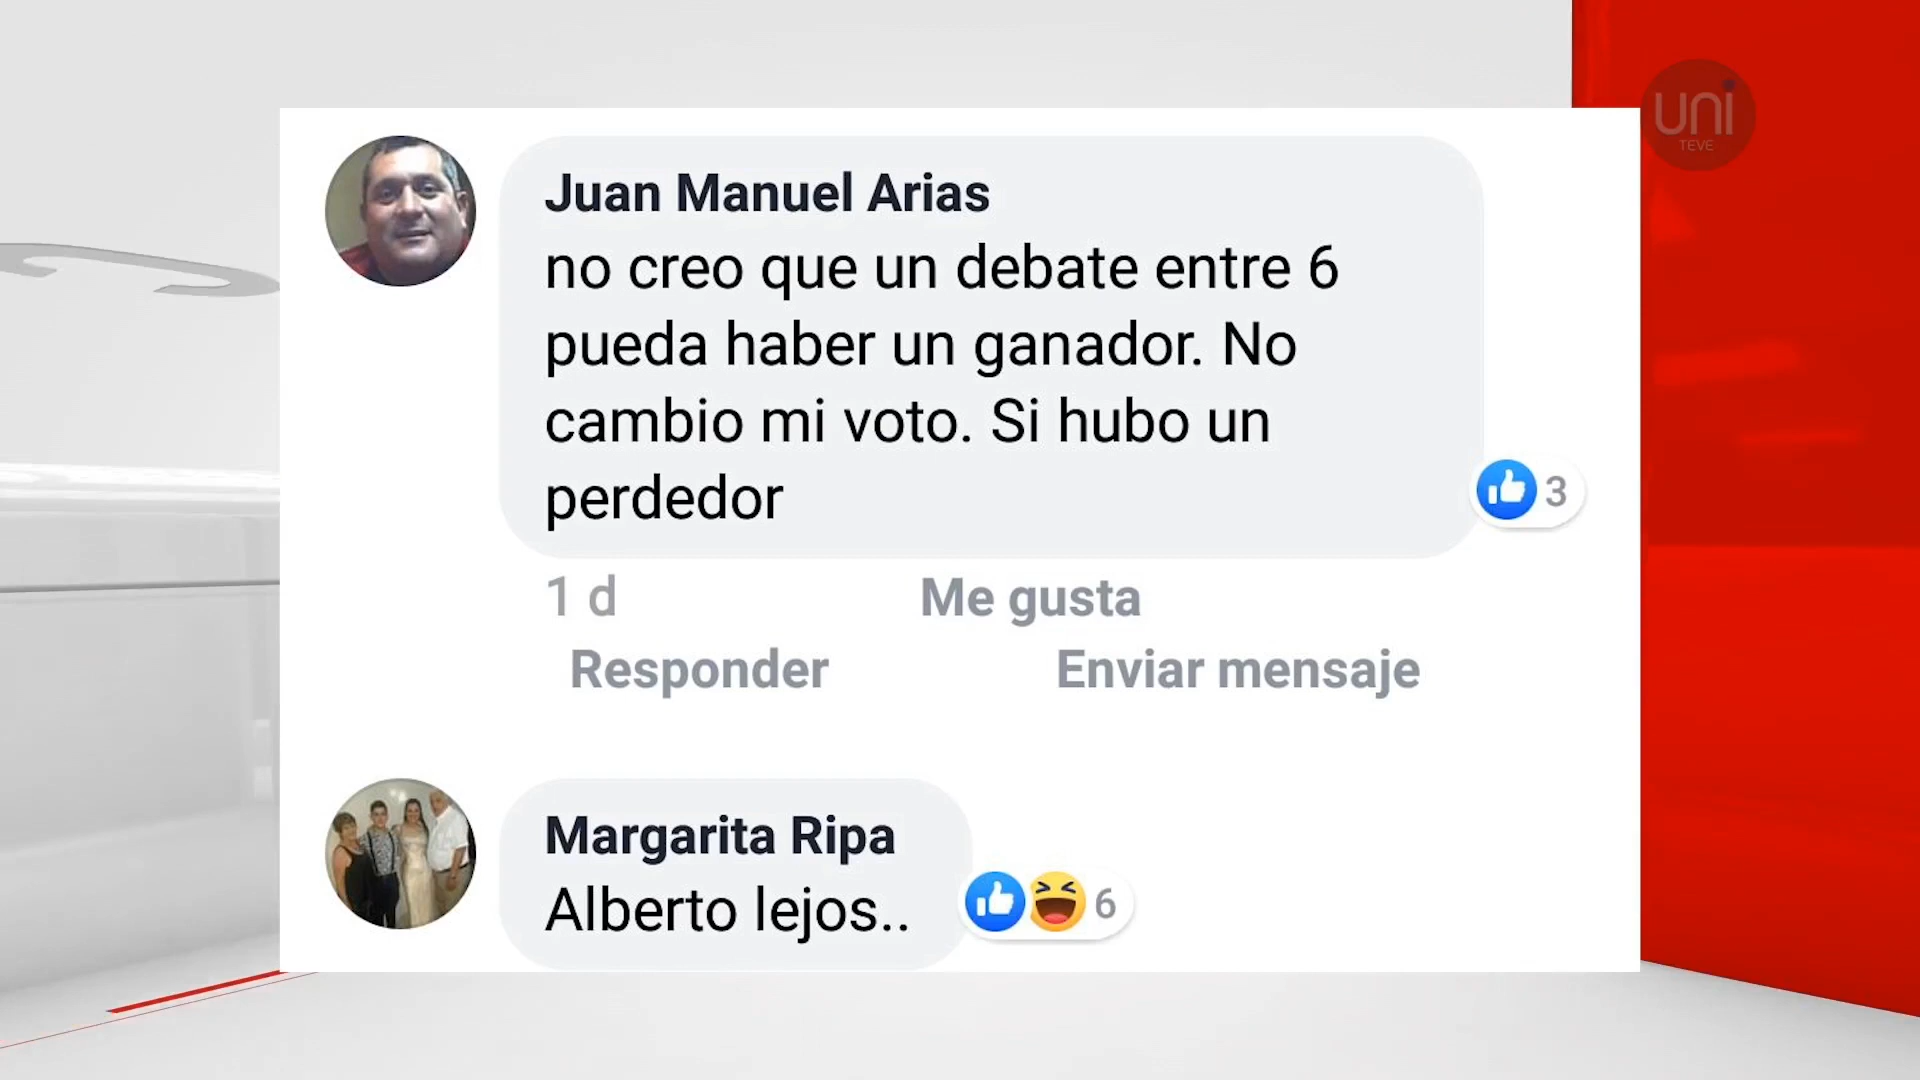 uni
TEVE
Juan Manuel Arias
no creo que un debate entre 6
pueda haber un ganador. No
cambio mi voto. Si hubo un
perdedor
3
1 d
Me gusta
Responder
Enviar mensaje
Margarita Ripa
Alberto lejos..
6